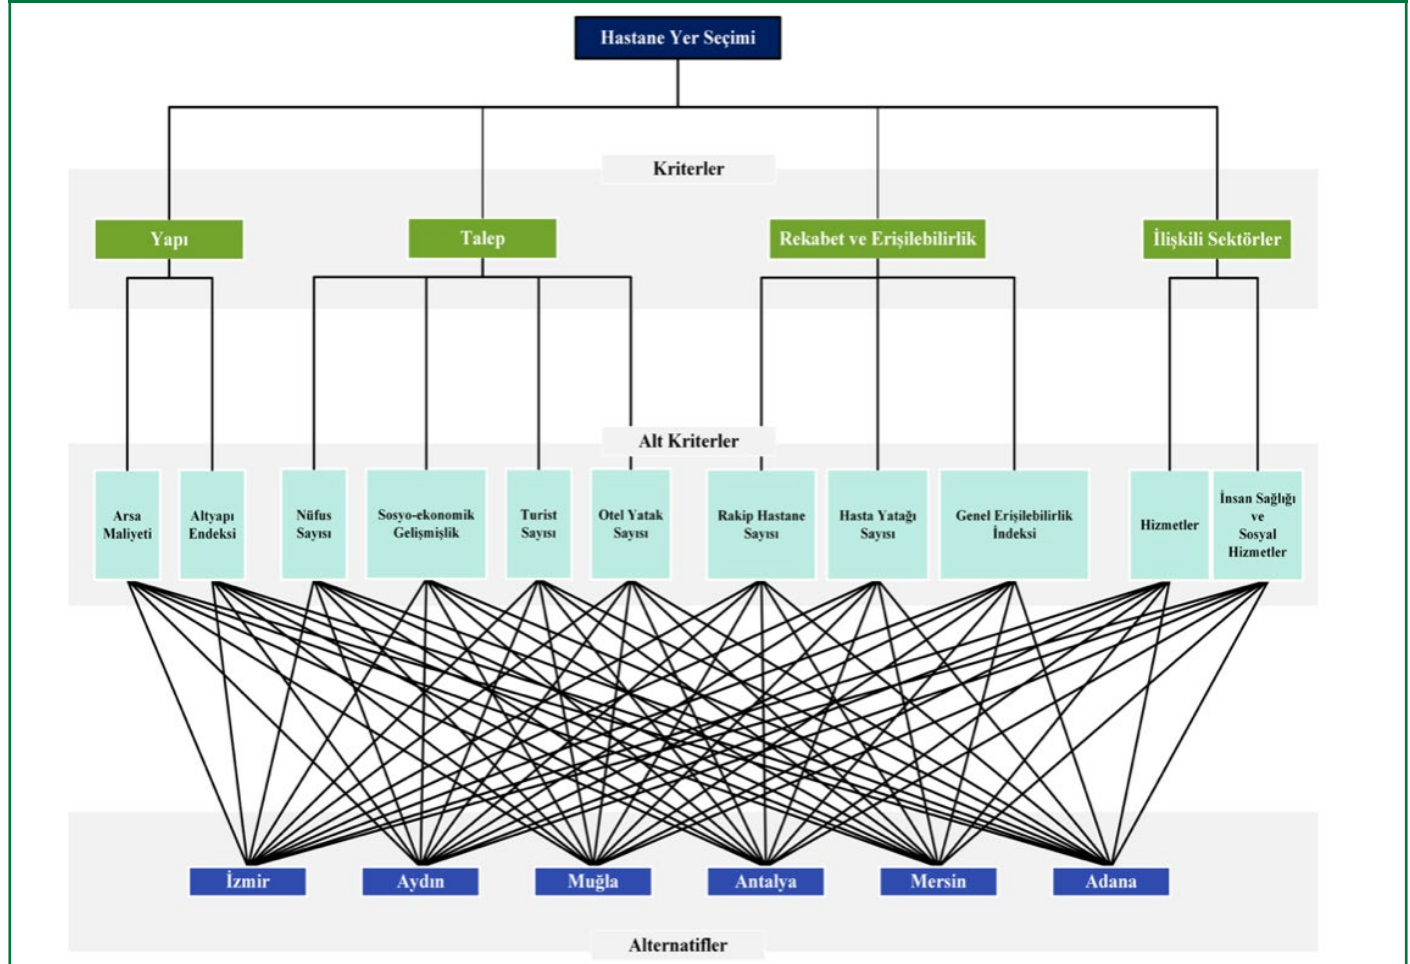 Hastane Yer Seçimi
Kriterler
Yapı
Talep
Rekabet ve Erişilebilirlik
İlişkili Sektörler
Alt Kriterler
Arsa
Maliyeti
Altyapı
Endeksi
Nüfus
Sayısı
Sosyo-ekonomik
Gelişmişlik
Turist
Sayısı
Otel Yatak
Sayısı
Rakip Hastane
Sayısı
Hasta Yatağı
Sayısı
Genel Erişilebilirlik
İndeksi
Hizmetler
İnsan Sağlığı
ve
Sosyal
Hizmetler
İzmir
Aydın
Muğla
Antalya
Mersin
Adana
Alternatifler